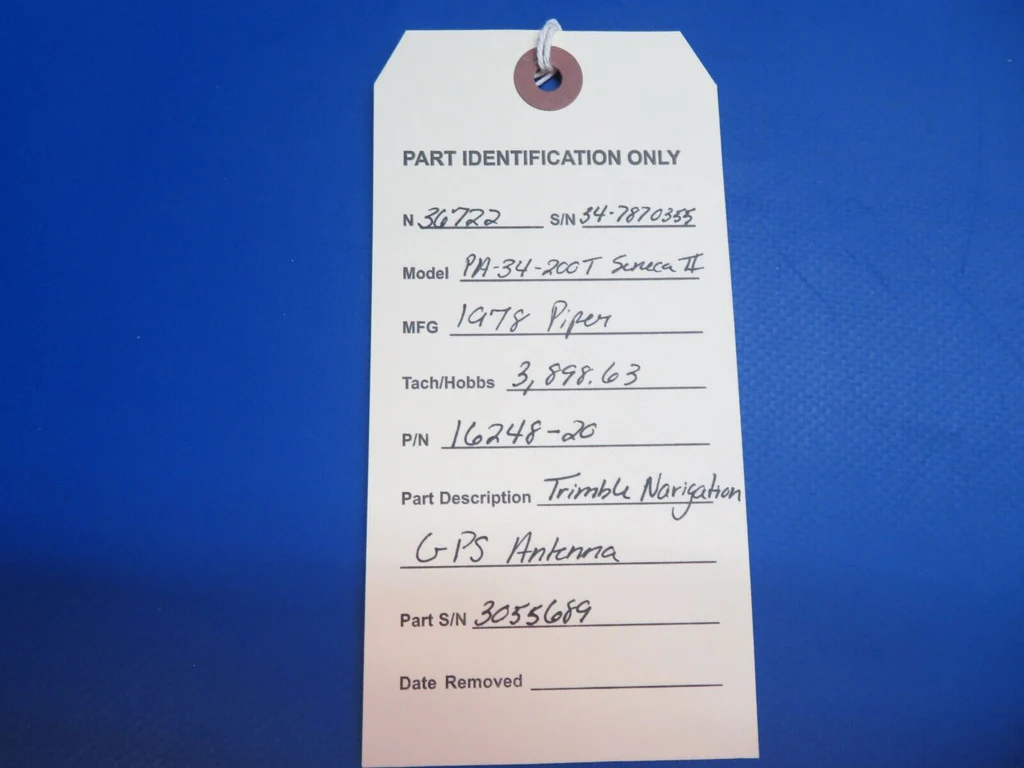 PART IDENTIFICATION ONLY
N 36722 S/N 34-7870355
Model PA-34-200T Seneca II
MFG 1978 Piper
Tach/Hobbs 3,898.63
P/N 16248-20
Part Description Trimble Navigation
GPS Antenna
Part S/N 3055689
Date Removed